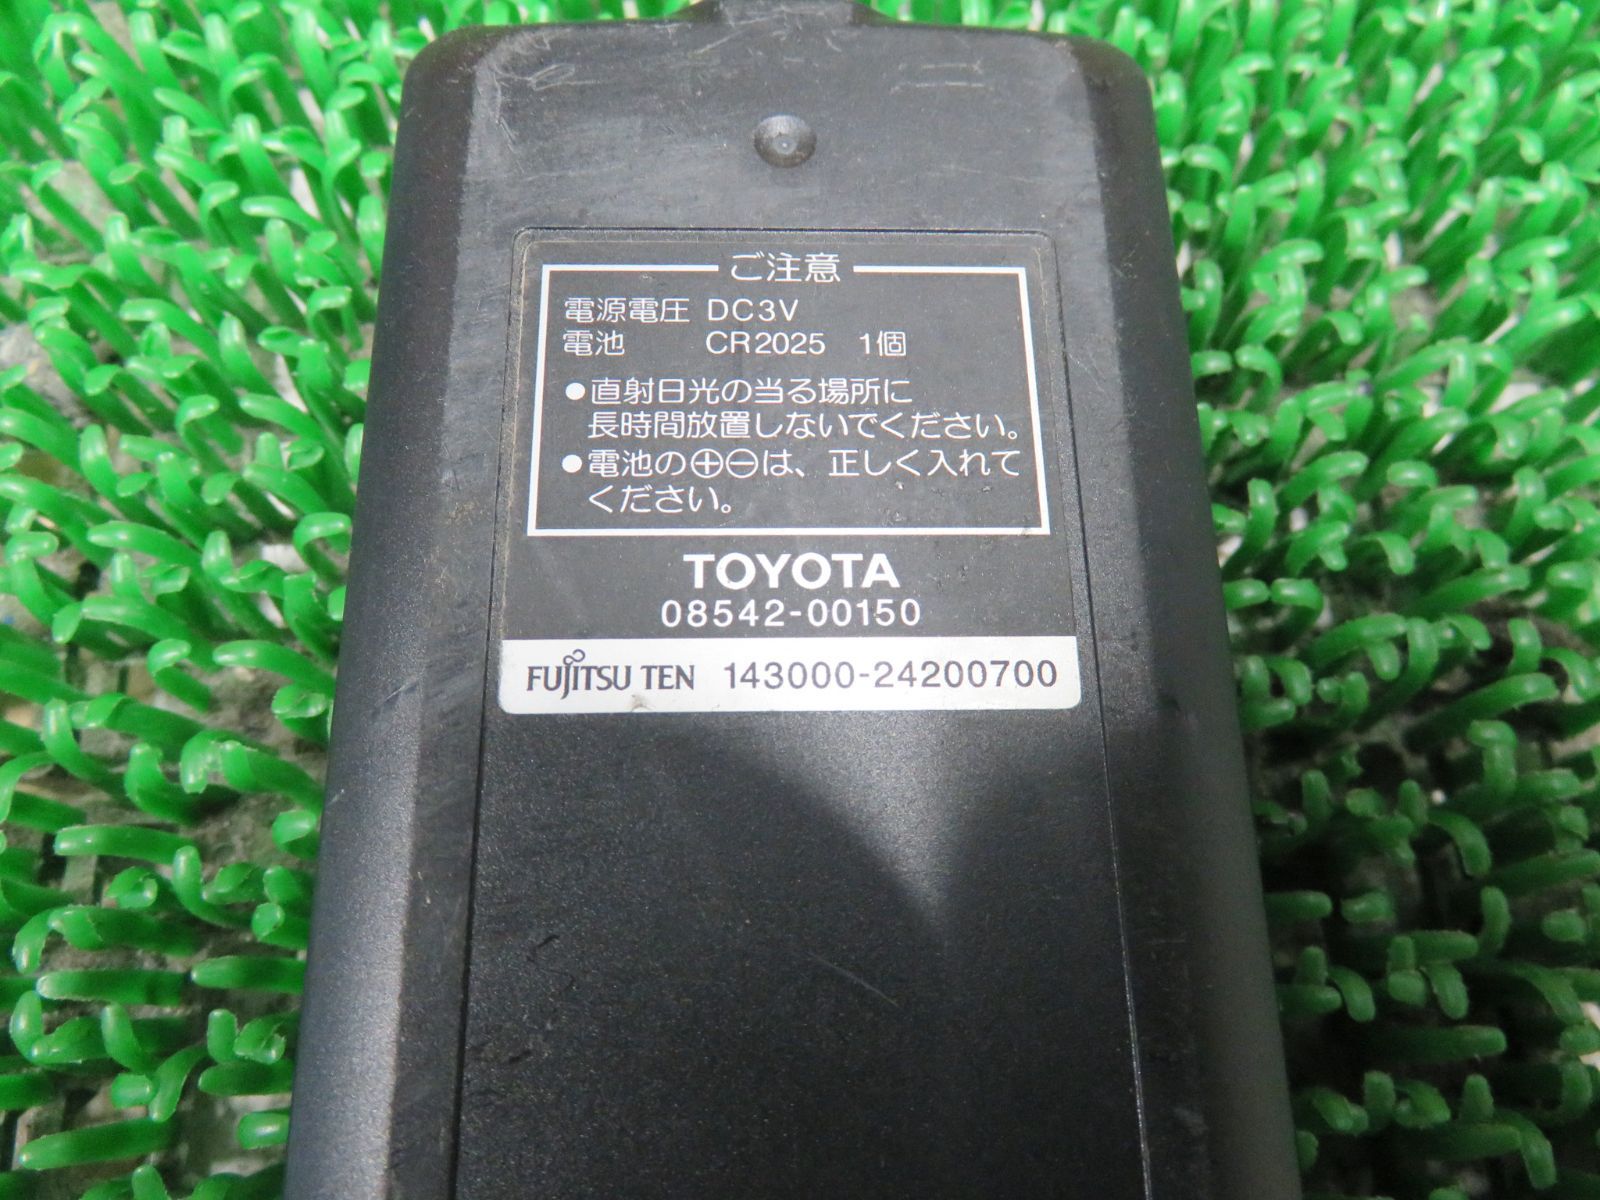 ご注意
電源電圧 DC3V
電池 CR2025 1個
●直射日光の当る場所に
長時間放置しないでください。
●電池の⊕⊖は、正しく入れて
ください。
TOYOTA
08542-00150
FUJITSU TEN 143000-24200700